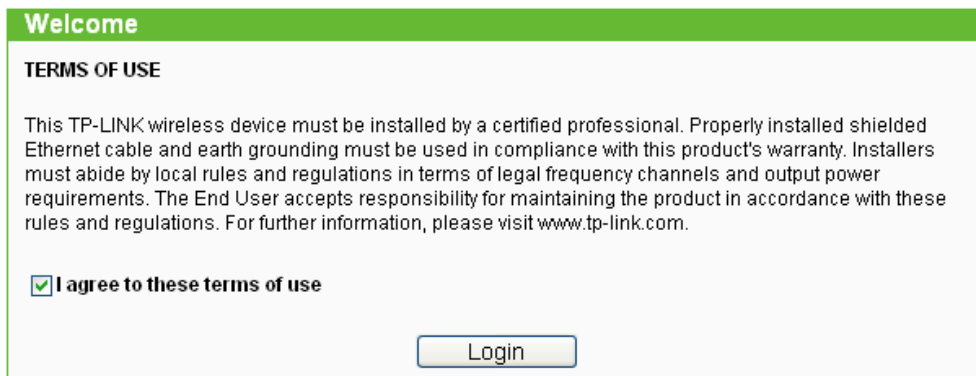 Welcome
TERMS OF USE
This TP-LINK wireless device must be installed by a certified professional. Properly installed shielded
Ethernet cable and earth grounding must be used in compliance with this product's warranty. Installers
must abide by local rules and regulations in terms of legal frequency channels and output power
requirements. The End User accepts responsibility for maintaining the product in accordance with these
rules and regulations. For further information, please visit www.tp-link.com.
I agree to these terms of use
Login